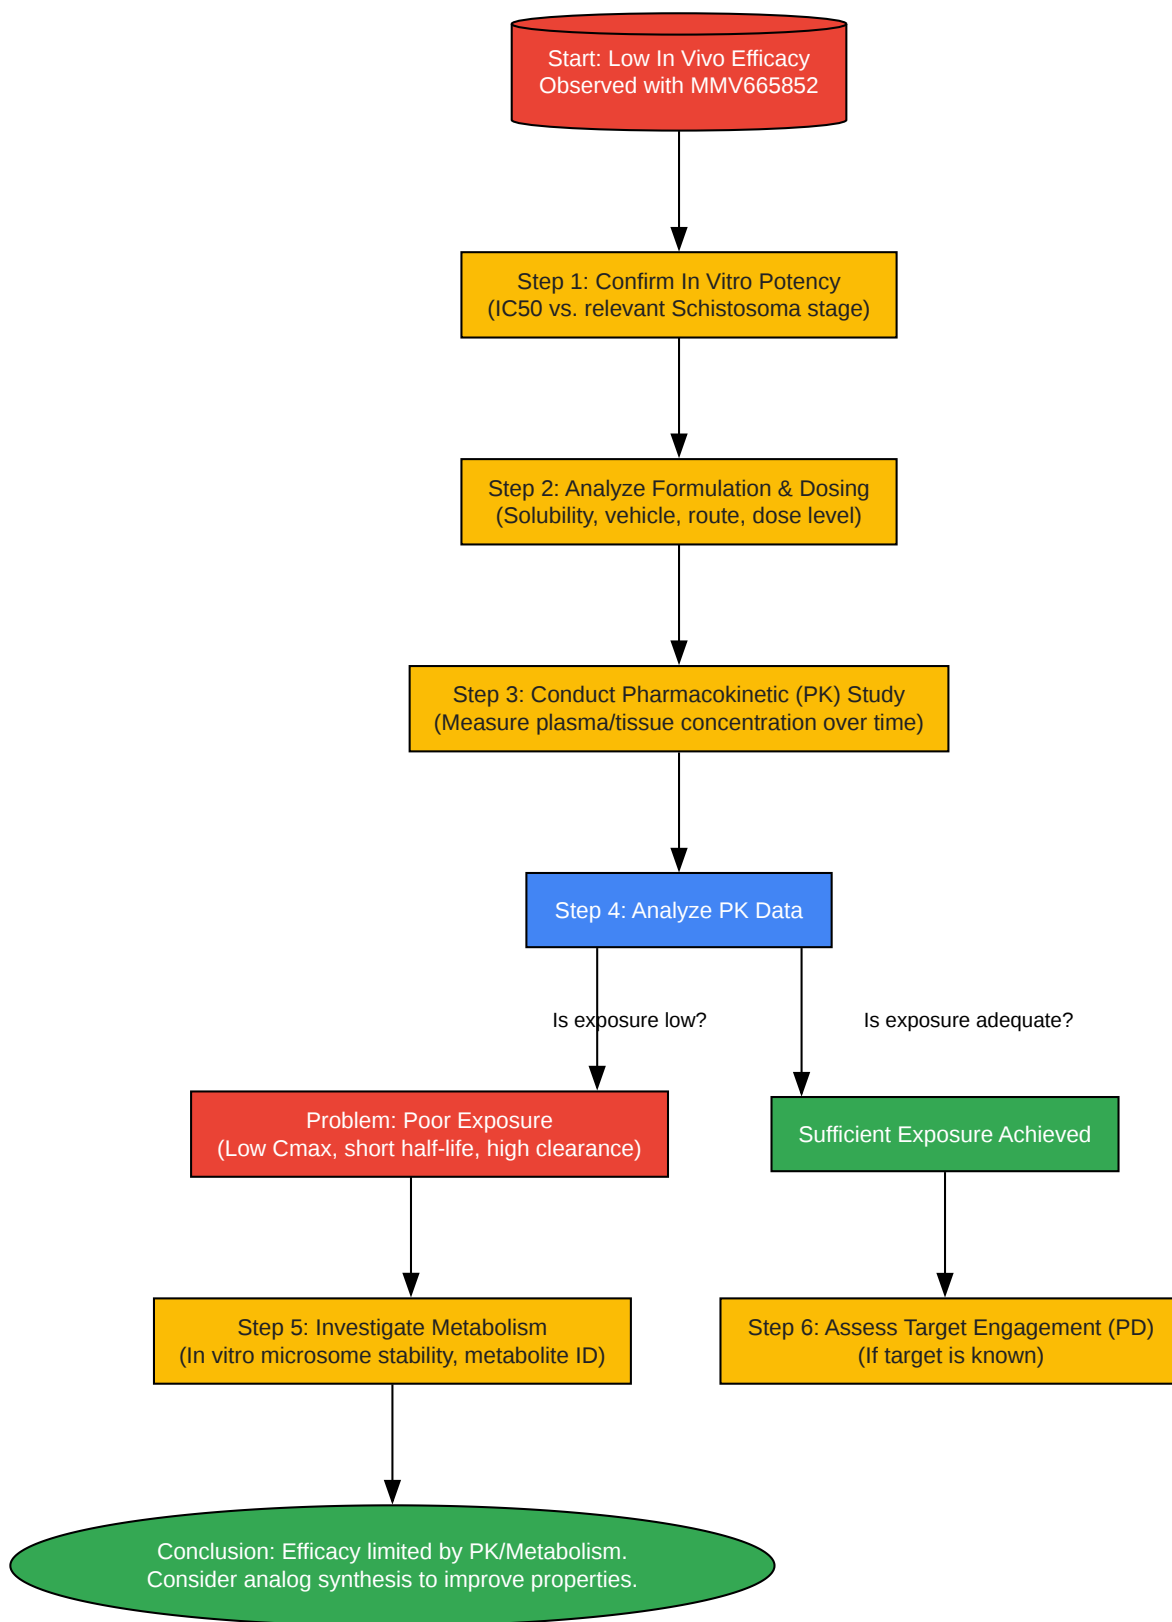 Start: Low In Vivo Efficacy
Observed with MMV665852
Step 1: Confirm In Vitro Potency
(IC50 vs. relevant Schistosoma stage)
Step 2: Analyze Formulation & Dosing
(Solubility, vehicle, route, dose level)
Step 3: Conduct Pharmacokinetic (PK) Study
(Measure plasma/tissue concentration over time)
Step 4: Analyze PK Data
Is exposure low?
Is exposure adequate?
Problem: Poor Exposure
(Low Cmax, short half-life, high clearance)
Sufficient Exposure Achieved
Step 5: Investigate Metabolism
(In vitro microsome stability, metabolite ID)
Step 6: Assess Target Engagement (PD)
(If target is known)
Conclusion: Efficacy limited by PK/Metabolism.
Consider analog synthesis to improve properties.